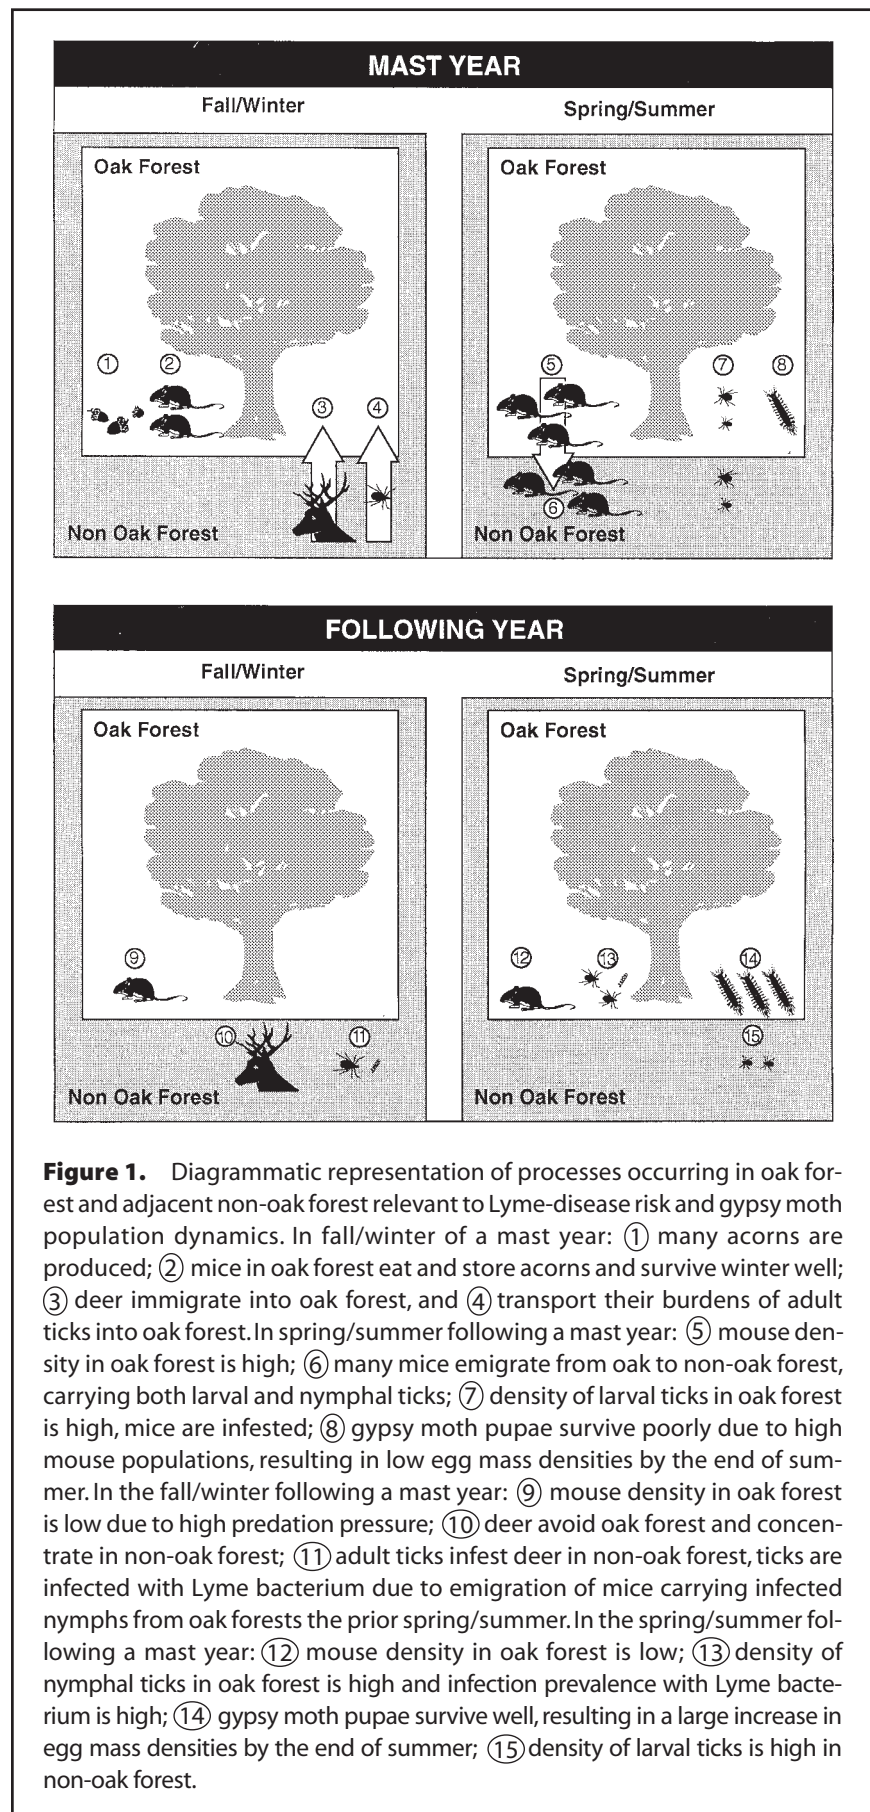 MAST YEAR
Fall/Winter
Spring/Summer
Oak Forest
① ②
③ ④
Non Oak Forest
Oak Forest
⑤ ⑦ ⑧
⑥
Non Oak Forest
FOLLOWING YEAR
Fall/Winter
Spring/Summer
Oak Forest
⑨
⑩ ⑪
Non Oak Forest
Oak Forest
⑫ ⑬ ⑭
⑮
Non Oak Forest
Figure 1. Diagrammatic representation of processes occurring in oak for-
est and adjacent non-oak forest relevant to Lyme-disease risk and gypsy moth
population dynamics. In fall/winter of a mast year: ① many acorns are
produced; ② mice in oak forest eat and store acorns and survive winter well;
③ deer immigrate into oak forest, and ④ transport their burdens of adult
ticks into oak forest. In spring/summer following a mast year: ⑤ mouse den-
sity in oak forest is high; ⑥ many mice emigrate from oak to non-oak forest,
carrying both larval and nymphal ticks; ⑦ density of larval ticks in oak forest
is high, mice are infested; ⑧ gypsy moth pupae survive poorly due to high
mouse populations, resulting in low egg mass densities by the end of sum-
mer. In the fall/winter following a mast year: ⑨ mouse density in oak forest
is low due to high predation pressure; ⑩ deer avoid oak forest and concen-
trate in non-oak forest; ⑪ adult ticks infest deer in non-oak forest, ticks are
infected with Lyme bacterium due to emigration of mice carrying infected
nymphs from oak forests the prior spring/summer. In the spring/summer fol-
lowing a mast year: ⑫ mouse density in oak forest is low; ⑬ density of
nymphal ticks in oak forest is high and infection prevalence with Lyme bacte-
rium is high; ⑭ gypsy moth pupae survive well, resulting in a large increase in
egg mass densities by the end of summer; ⑮ density of larval ticks is high in
non-oak forest.